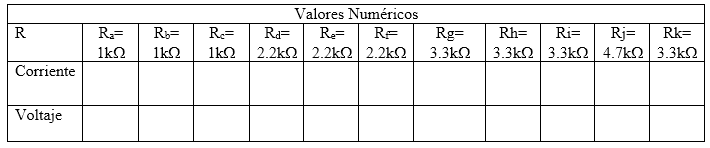 Valores Numéricos
R Ra= Rb= Rc= Rd= Re= Rf= Rg= Rh= Ri= Rj= Rk=
1kΩ 1kΩ 1kΩ 2.2kΩ 2.2kΩ 2.2kΩ 3.3kΩ 3.3kΩ 3.3kΩ 4.7kΩ 3.3kΩ
Corriente
Voltaje